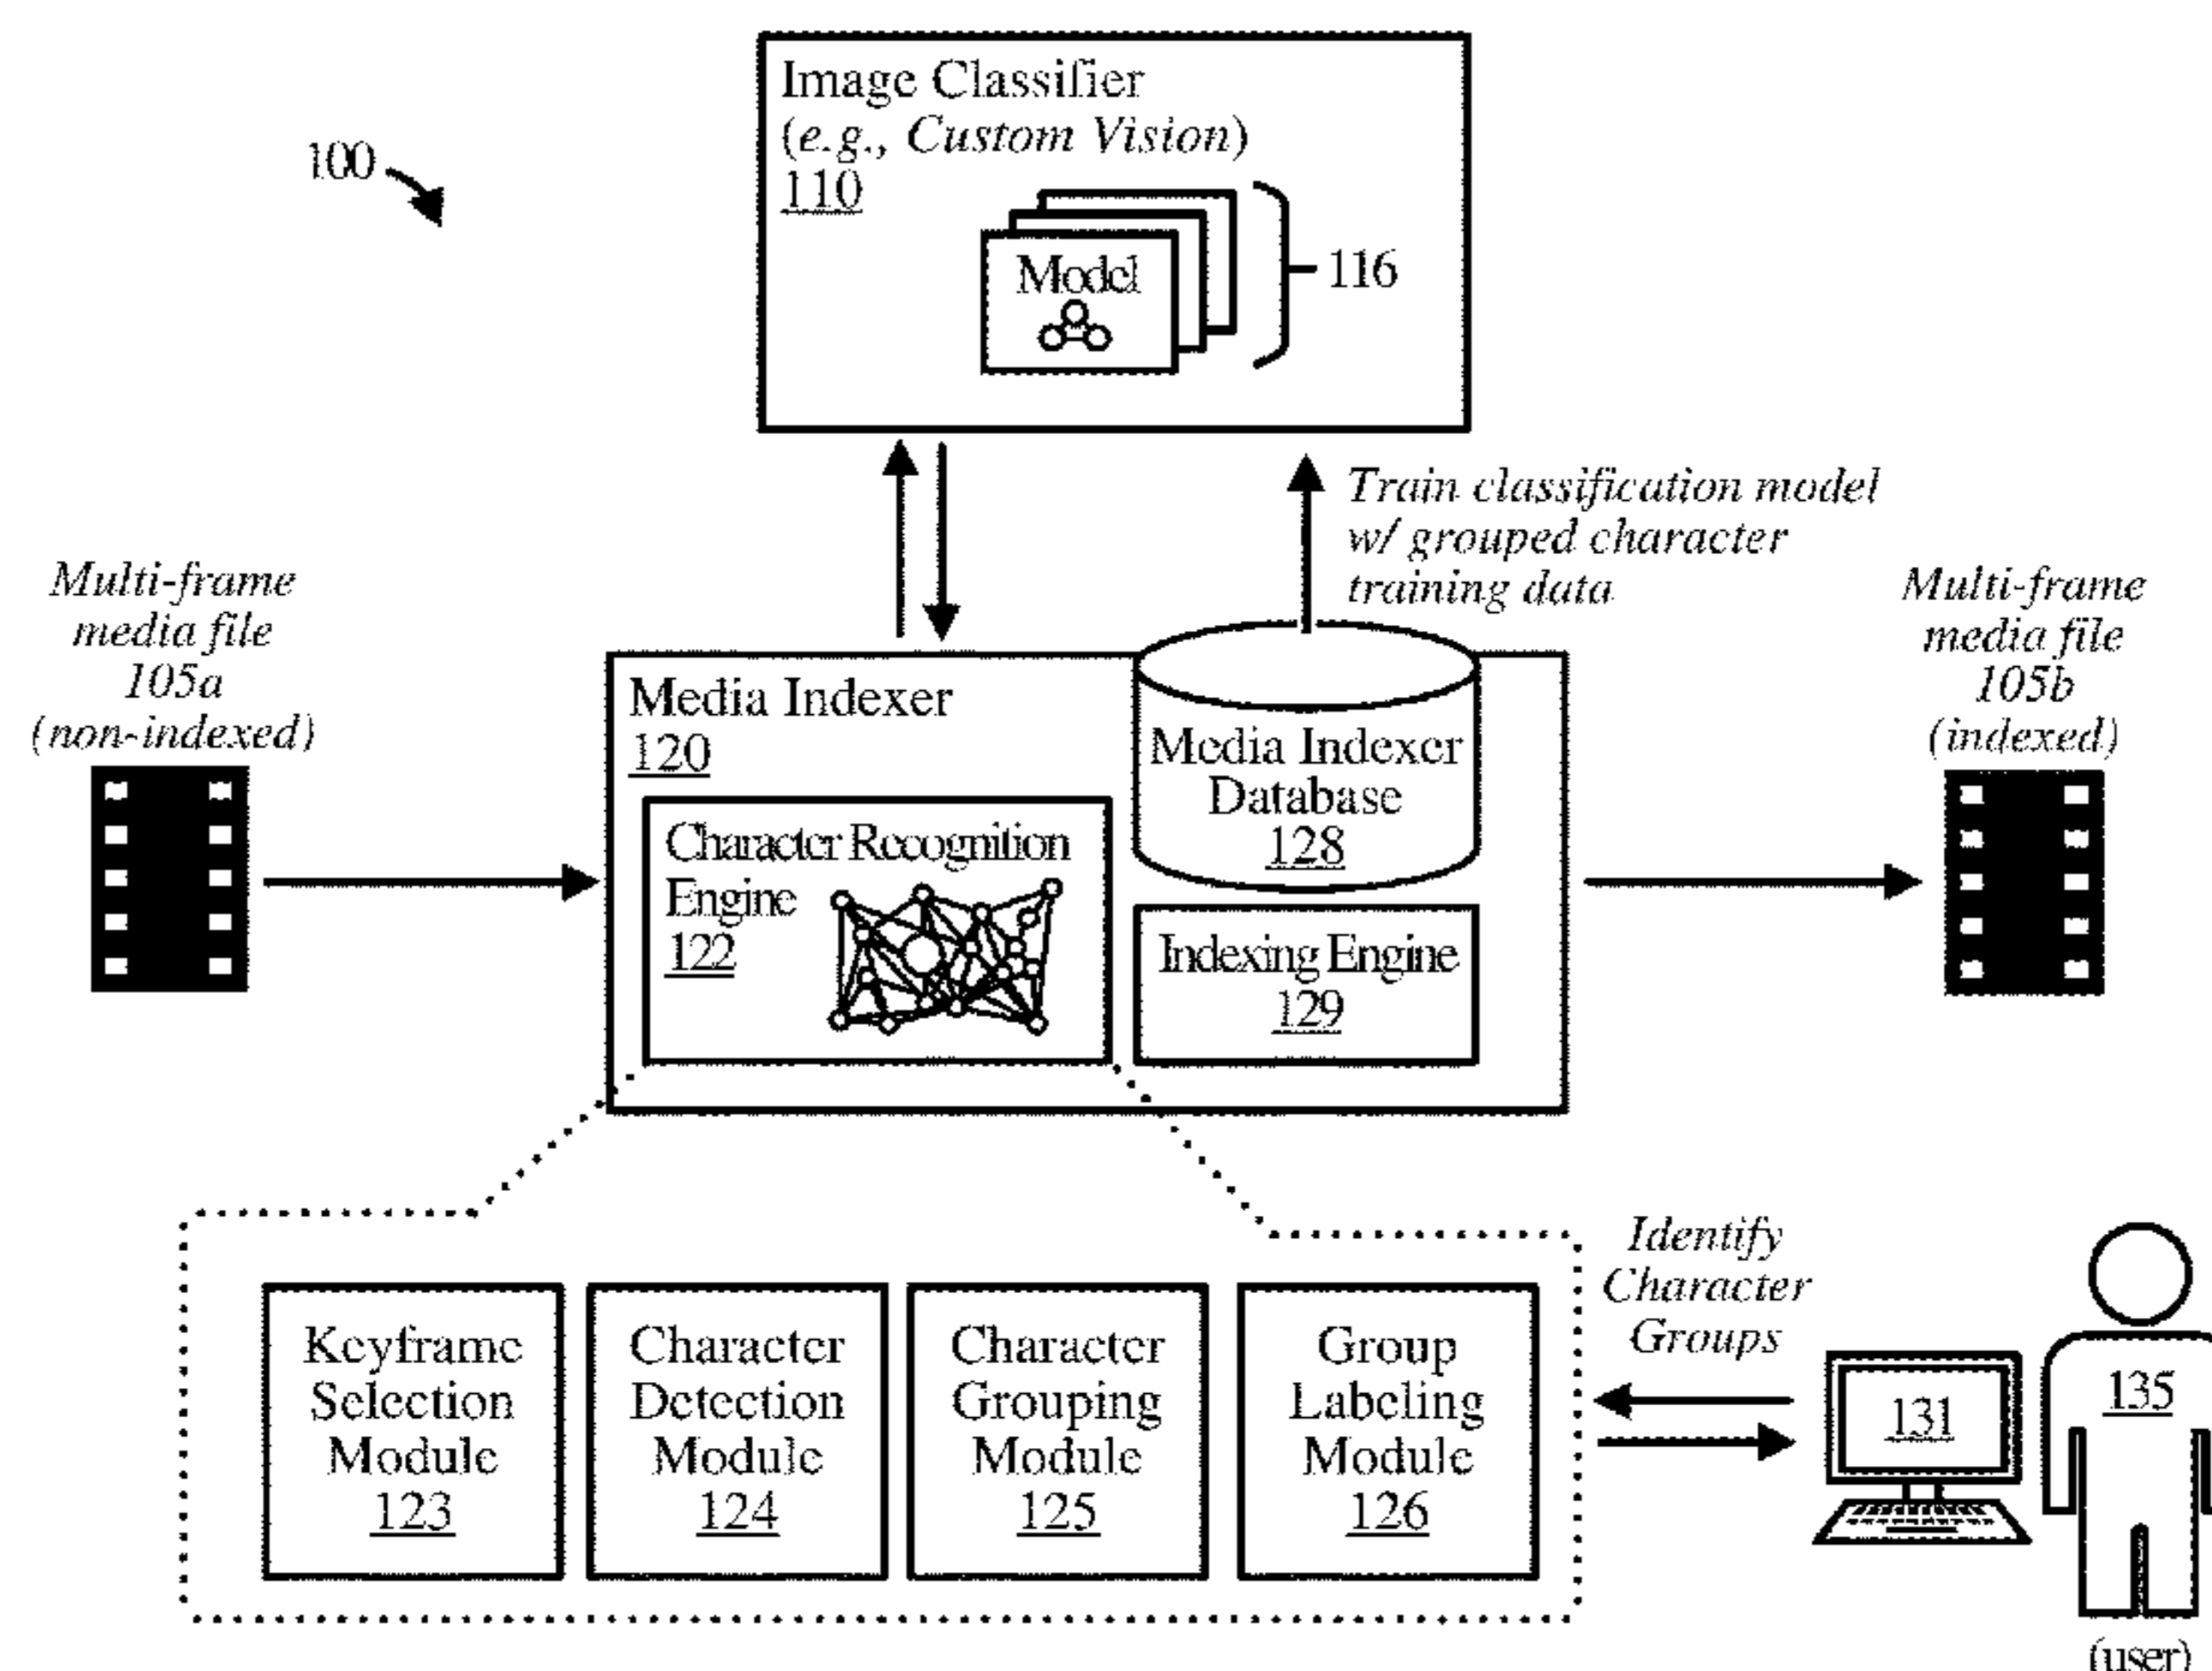 100
Image Classifier
(e.g., Custom Vision)
110
Model
116
Train classification model
w/ grouped character
training data
Multi-frame
media file
105a
(non-indexed)
Media Indexer
120
Character Recognition
Engine
122
Media Indexer
Database
128
Indexing Engine
129
Multi-frame
media file
105b
(indexed)
Keyframe
Selection
Module
123
Character
Detection
Module
124
Character
Grouping
Module
125
Group
Labeling
Module
126
Identify
Character
Groups
131
135
(user)